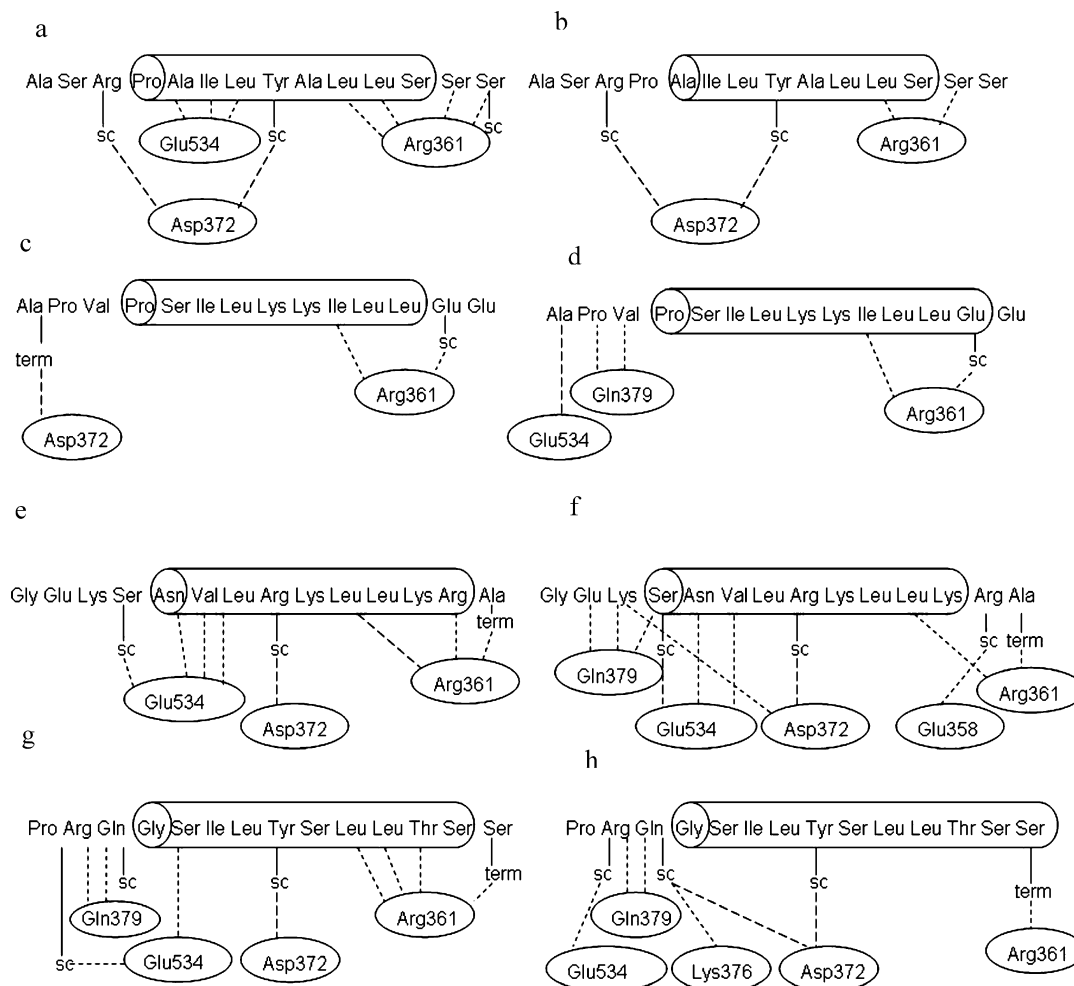 a
Ala Ser Arg Pro Ala Ile Leu Tyr Ala Leu Leu Ser Ser Ser
sc
Glu534
sc
Arg361
sc
Asp372
b
Ala Ser Arg Pro Ala Ile Leu Tyr Ala Leu Leu Ser Ser Ser
sc
sc
Arg361
Asp372
c
Ala Pro Val Pro Ser Ile Leu Lys Lys Ile Leu Leu Glu Glu
term
sc
Arg361
Asp372
d
Ala Pro Val Pro Ser Ile Leu Lys Lys Ile Leu Leu Glu Glu
sc
Gln379
Arg361
Glu534
e
Gly Glu Lys Ser Asn Val Leu Arg Lys Leu Leu Lys Arg Ala
term
sc
sc
Arg361
Glu534
Asp372
f
Gly Glu Lys Ser Asn Val Leu Arg Lys Leu Leu Lys Arg Ala
sc
sc
sc
term
Gln379
Arg361
Glu534
Asp372
Glu358
g
Pro Arg Gln Gly Ser Ile Leu Tyr Ser Leu Leu Thr Ser Ser
sc
sc
term
Gln379
Arg361
sc
Glu534
Asp372
h
Pro Arg Gln Gly Ser Ile Leu Tyr Ser Leu Leu Thr Ser Ser
sc
sc
sc
term
Gln379
Arg361
Glu534
Lys376
Asp372